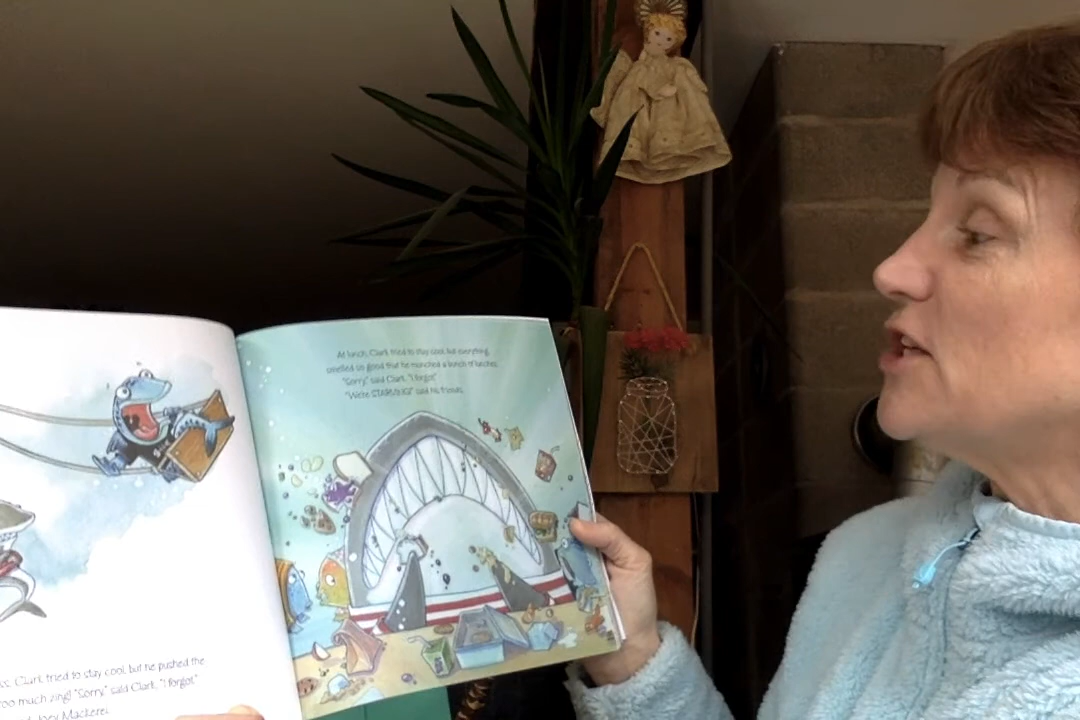 ss, Clark tried to stay cool, but he pushed the
too much zing! "Sorry," said Clark. "I forgot."
Joey Mackerel.
At lunch, Clark tried to stay cool, but everything
smelled so good that he munched a bunch of lunches.
"Sorry," said Clark. "I forgot."
"We're STARVING!" said his friends.